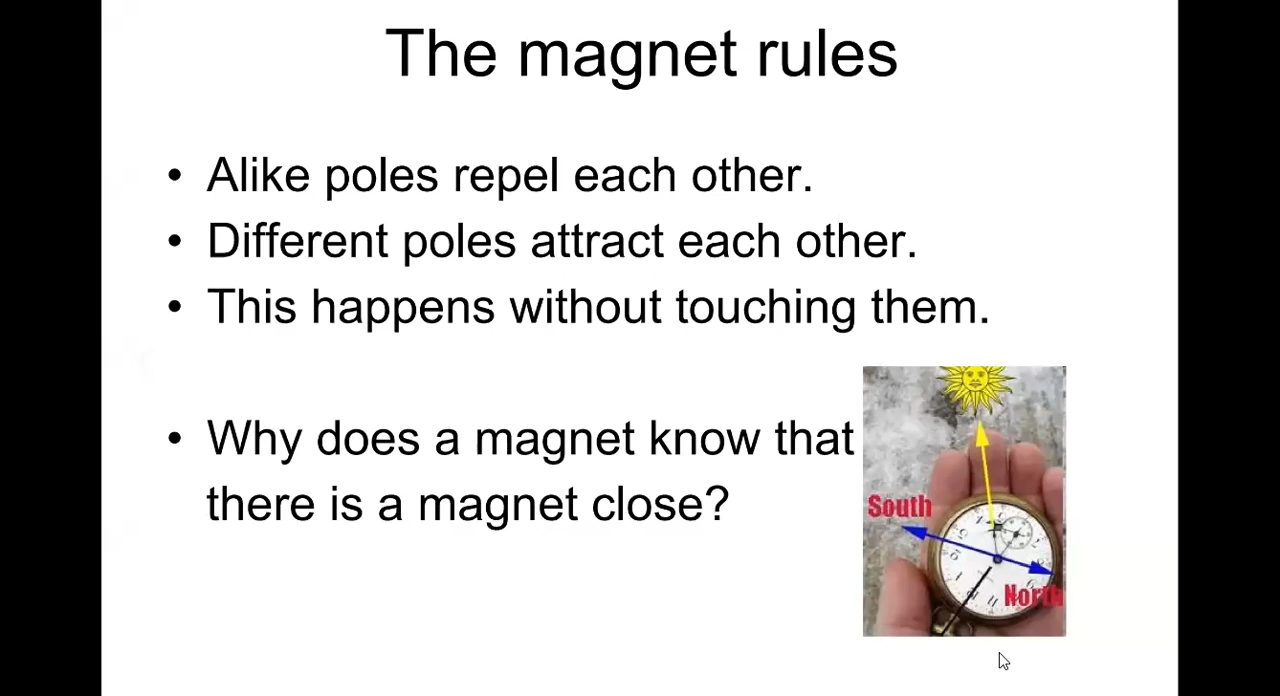 The magnet rules
• Alike poles repel each other.
• Different poles attract each other.
• This happens without touching them.
• Why does a magnet know that
there is a magnet close?
South
North